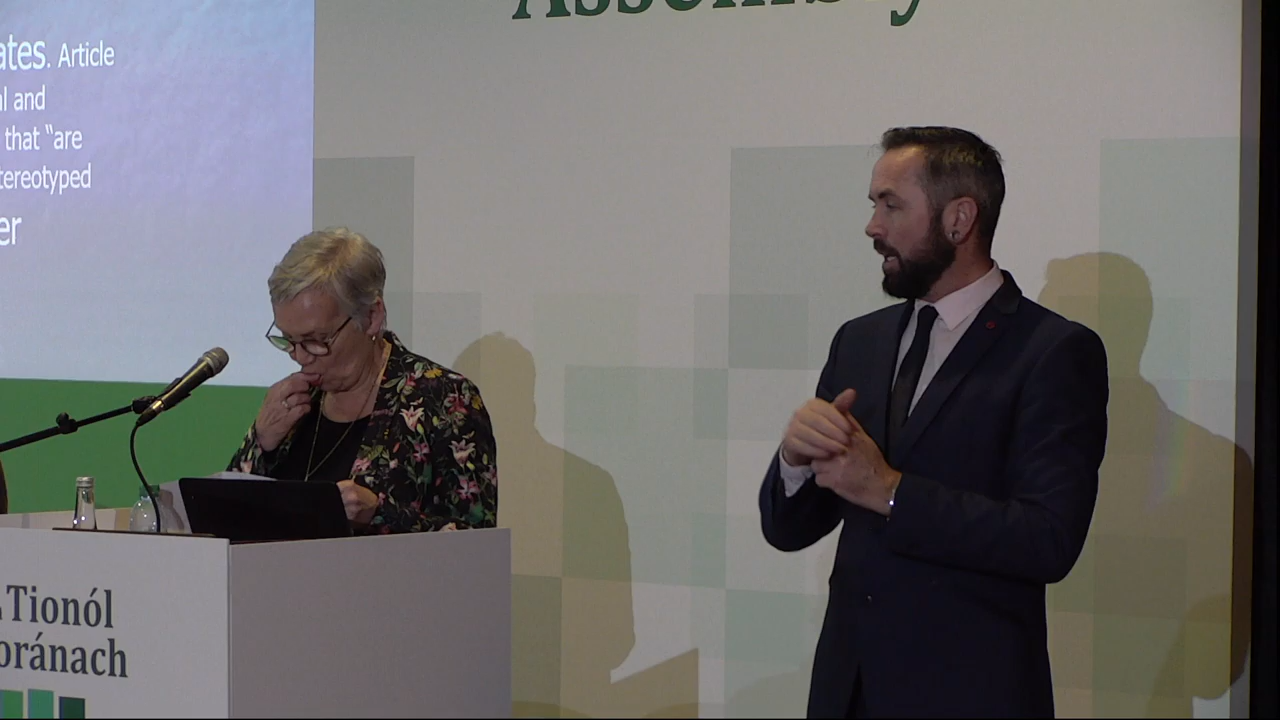 Assembly
ates. Article
l and
that “are
tereotyped
er
Tionól
oránach